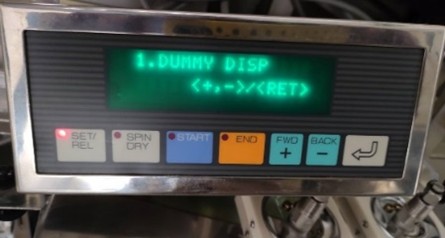 1.DUMMY DISP
<+,->/<RET>
SET/
REL
SPIN
DRY
START
END
FWD
+
BACK
-